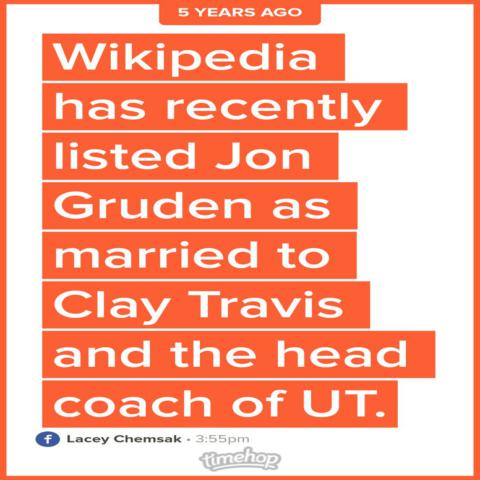 5 YEARS AGO
Wikipedia
has recently
listed Jon
Gruden as
married to
Clay Travis
and the head
coach of UT.
f Lacey Chemsak • 3:55pm
timehop